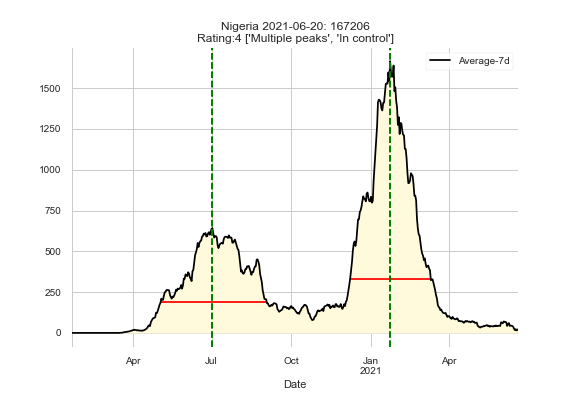 Nigeria 2021-06-20: 167206
Rating:4 ['Multiple peaks', 'In control']
Average-7d
1500
1250
1000
750
500
250
0
Apr
Jul
Oct
Jan
2021
Apr
Date